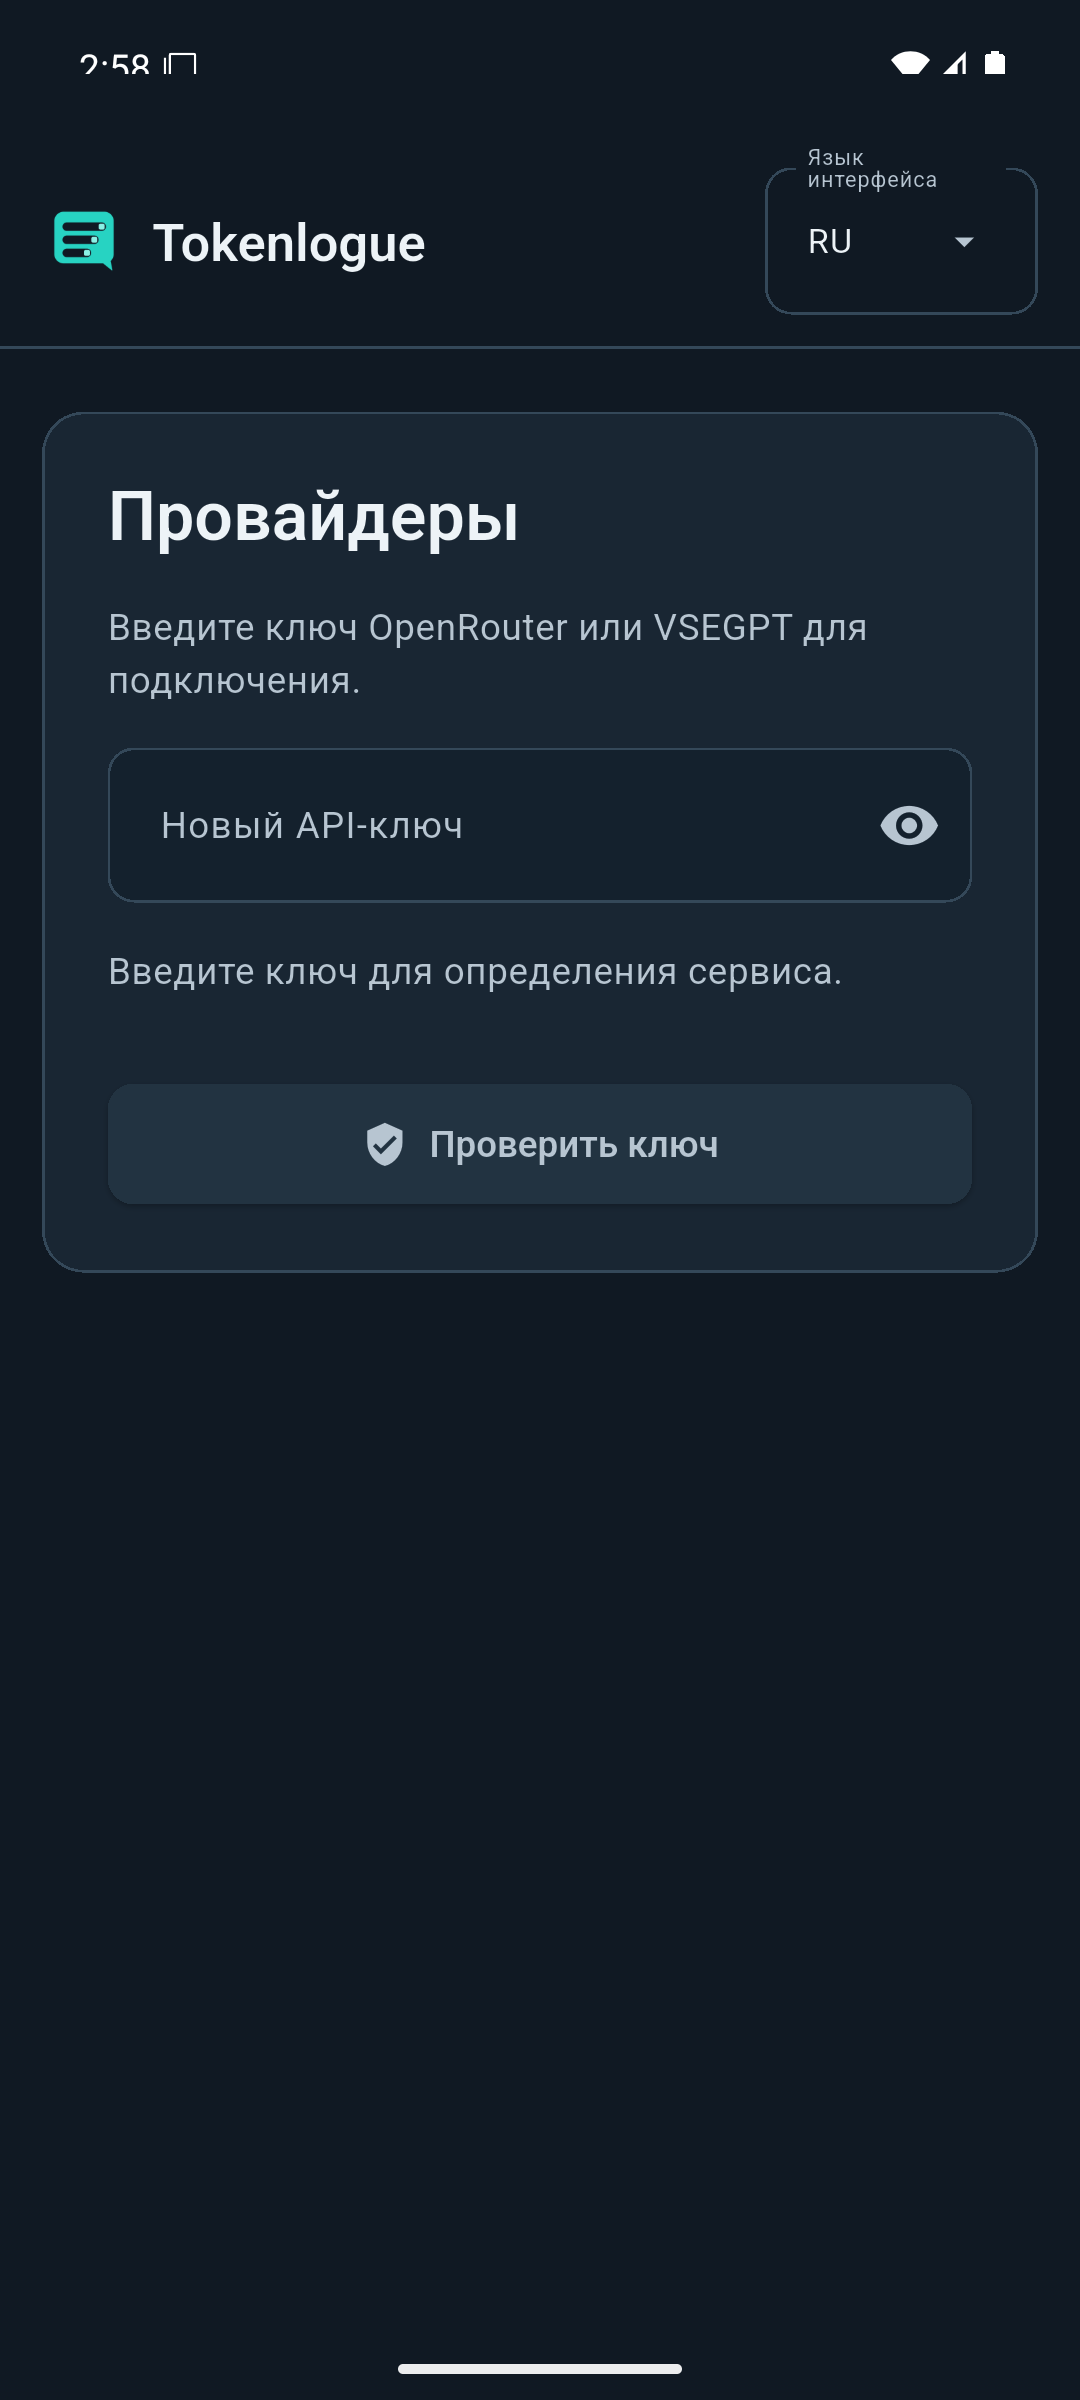 2:58
Язык
интерфейса
Tokenlogue
RU
Провайдеры
Введите ключ OpenRouter или VSEGPT для
подключения.
Новый API-ключ
Введите ключ для определения сервиса.
Проверить ключ